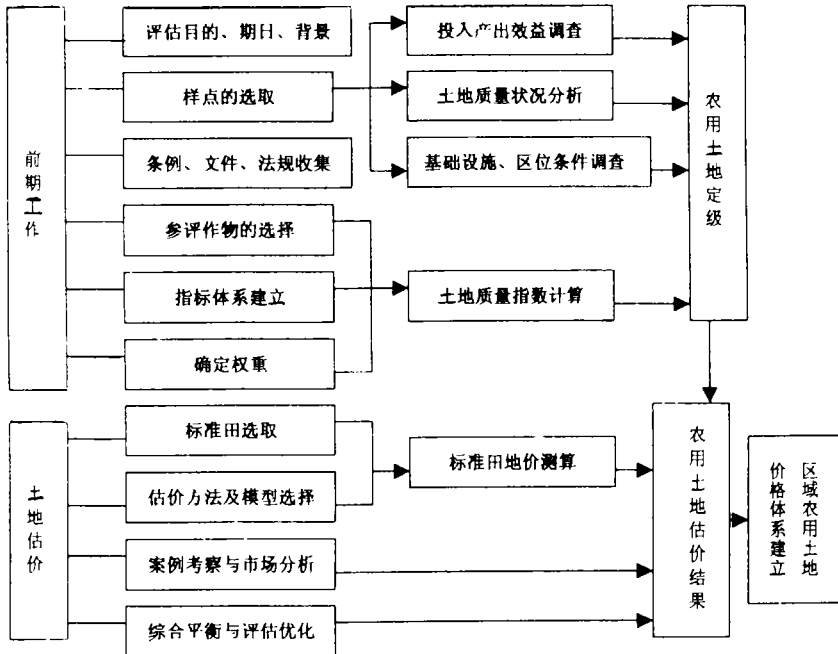 前期工作
评估目的、期日、背景
样点的选取
条例、文件、法规收集
参评作物的选择
指标体系建立
确定权重
投入产出效益调查
土地质量状况分析
基础设施、区位条件调查
土地质量指数计算
农用土地定级
土地估价
标准田选取
估价方法及模型选择
案例考察与市场分析
综合平衡与评估优化
标准田地价测算
农用土地估价结果
区域农用土地
价格体系建立